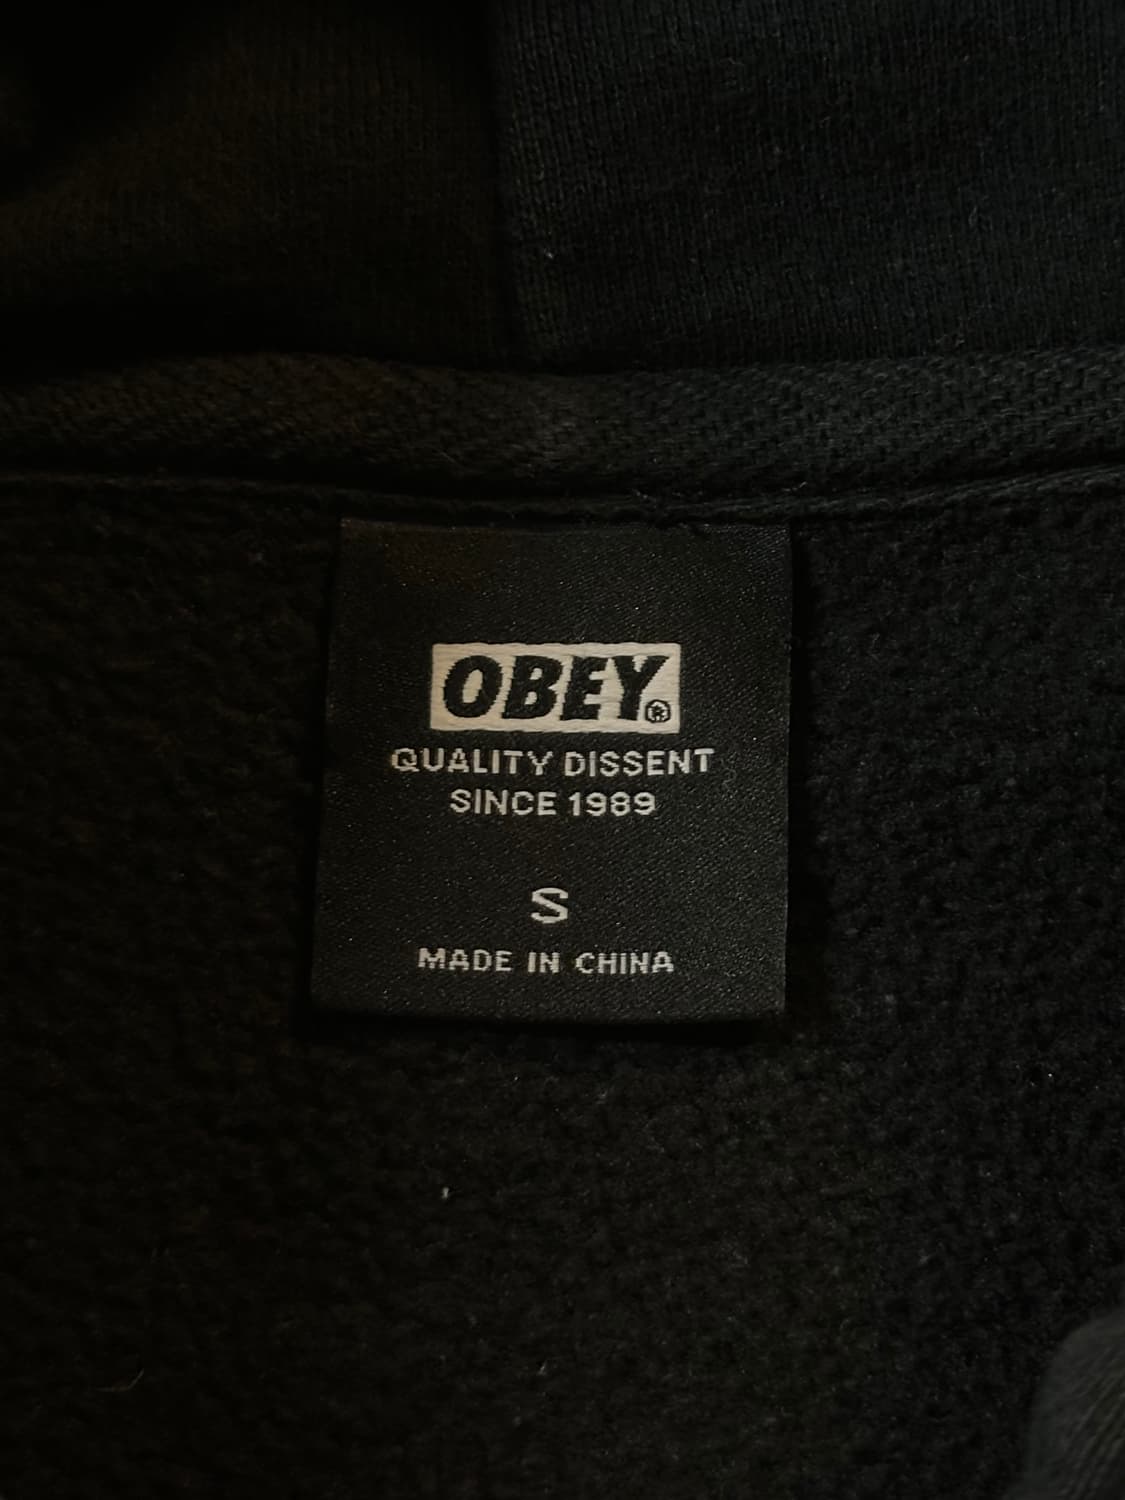 OBEY®
QUALITY DISSENT
SINCE 1989
S
MADE IN CHINA